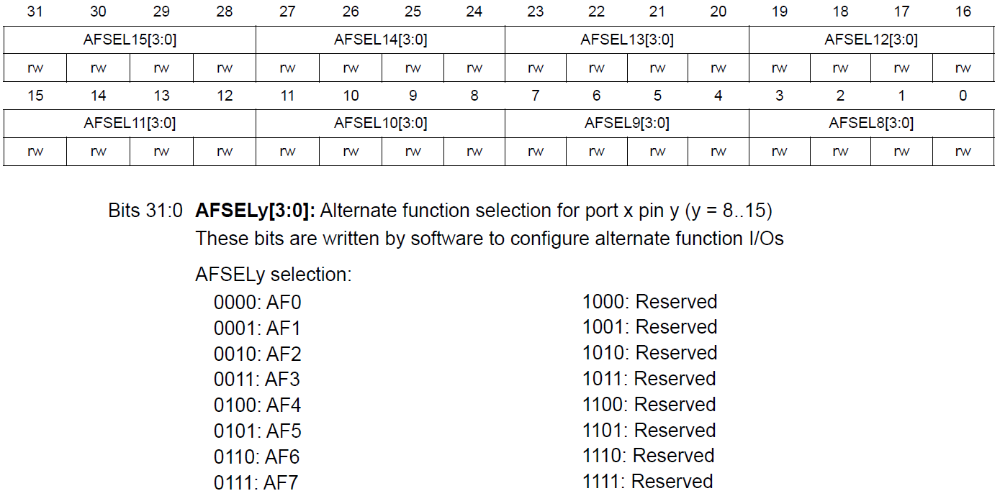 31 30 29 28 27 26 25 24 23 22 21 20 19 18 17 16
AFSEL15[3:0] AFSEL14[3:0] AFSEL13[3:0] AFSEL12[3:0]
rw rw rw rw rw rw rw rw rw rw rw rw rw rw rw rw
15 14 13 12 11 10 9 8 7 6 5 4 3 2 1 0
AFSEL11[3:0] AFSEL10[3:0] AFSEL9[3:0] AFSEL8[3:0]
rw rw rw rw rw rw rw rw rw rw rw rw rw rw rw rw
Bits 31:0 AFSELy[3:0]: Alternate function selection for port x pin y (y = 8..15)
These bits are written by software to configure alternate function I/Os
AFSELy selection:
0000: AF0 1000: Reserved
0001: AF1 1001: Reserved
0010: AF2 1010: Reserved
0011: AF3 1011: Reserved
0100: AF4 1100: Reserved
0101: AF5 1101: Reserved
0110: AF6 1110: Reserved
0111: AF7 1111: Reserved